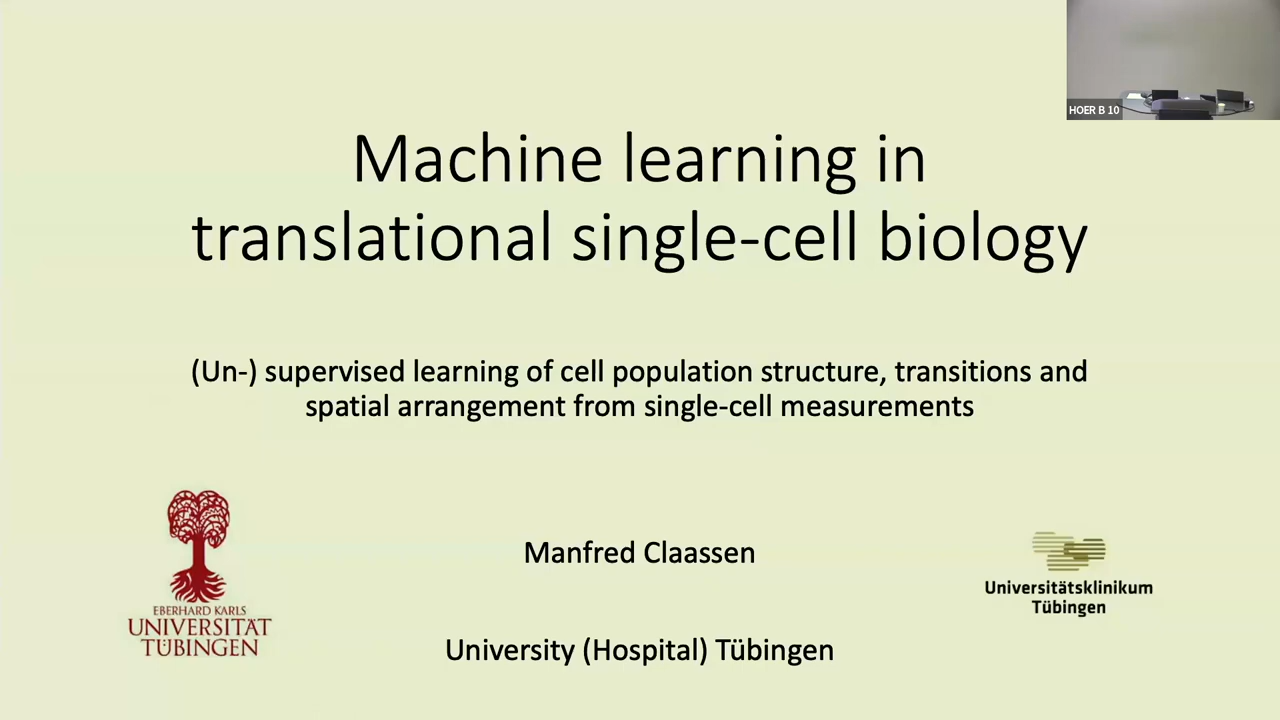 HOER B 10
Machine learning in
translational single-cell biology
(Un-) supervised learning of cell population structure, transitions and
spatial arrangement from single-cell measurements
Manfred Claassen
University (Hospital) Tübingen
EBERHARD KARLS
UNIVERSITÄT
TÜBINGEN
Universitätsklinikum
Tübingen